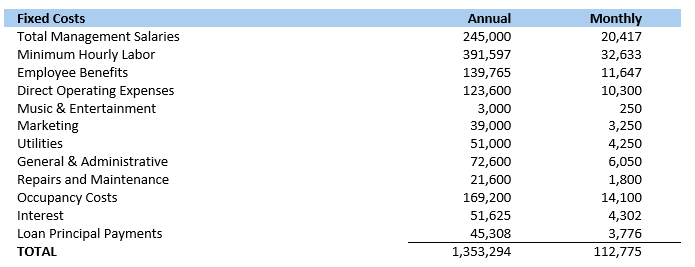 Fixed Costs Annual Monthly
Total Management Salaries 245,000 20,417
Minimum Hourly Labor 391,597 32,633
Employee Benefits 139,765 11,647
Direct Operating Expenses 123,600 10,300
Music & Entertainment 3,000 250
Marketing 39,000 3,250
Utilities 51,000 4,250
General & Administrative 72,600 6,050
Repairs and Maintenance 21,600 1,800
Occupancy Costs 169,200 14,100
Interest 51,625 4,302
Loan Principal Payments 45,308 3,776
TOTAL 1,353,294 112,775